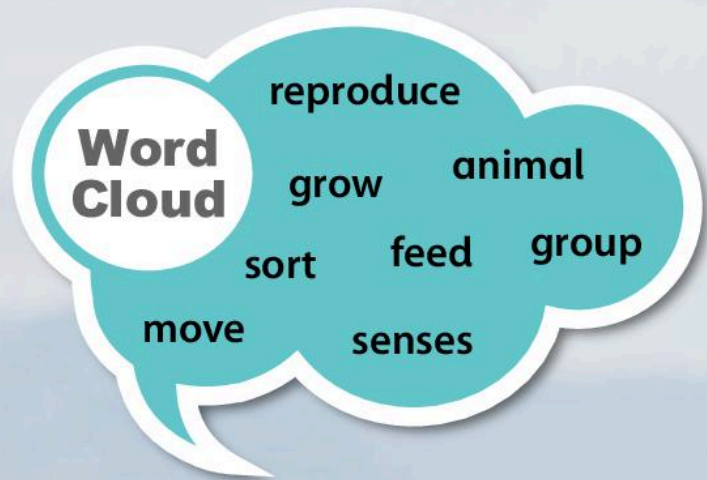 Word
Cloud
reproduce
grow
animal
sort
feed
group
move
senses